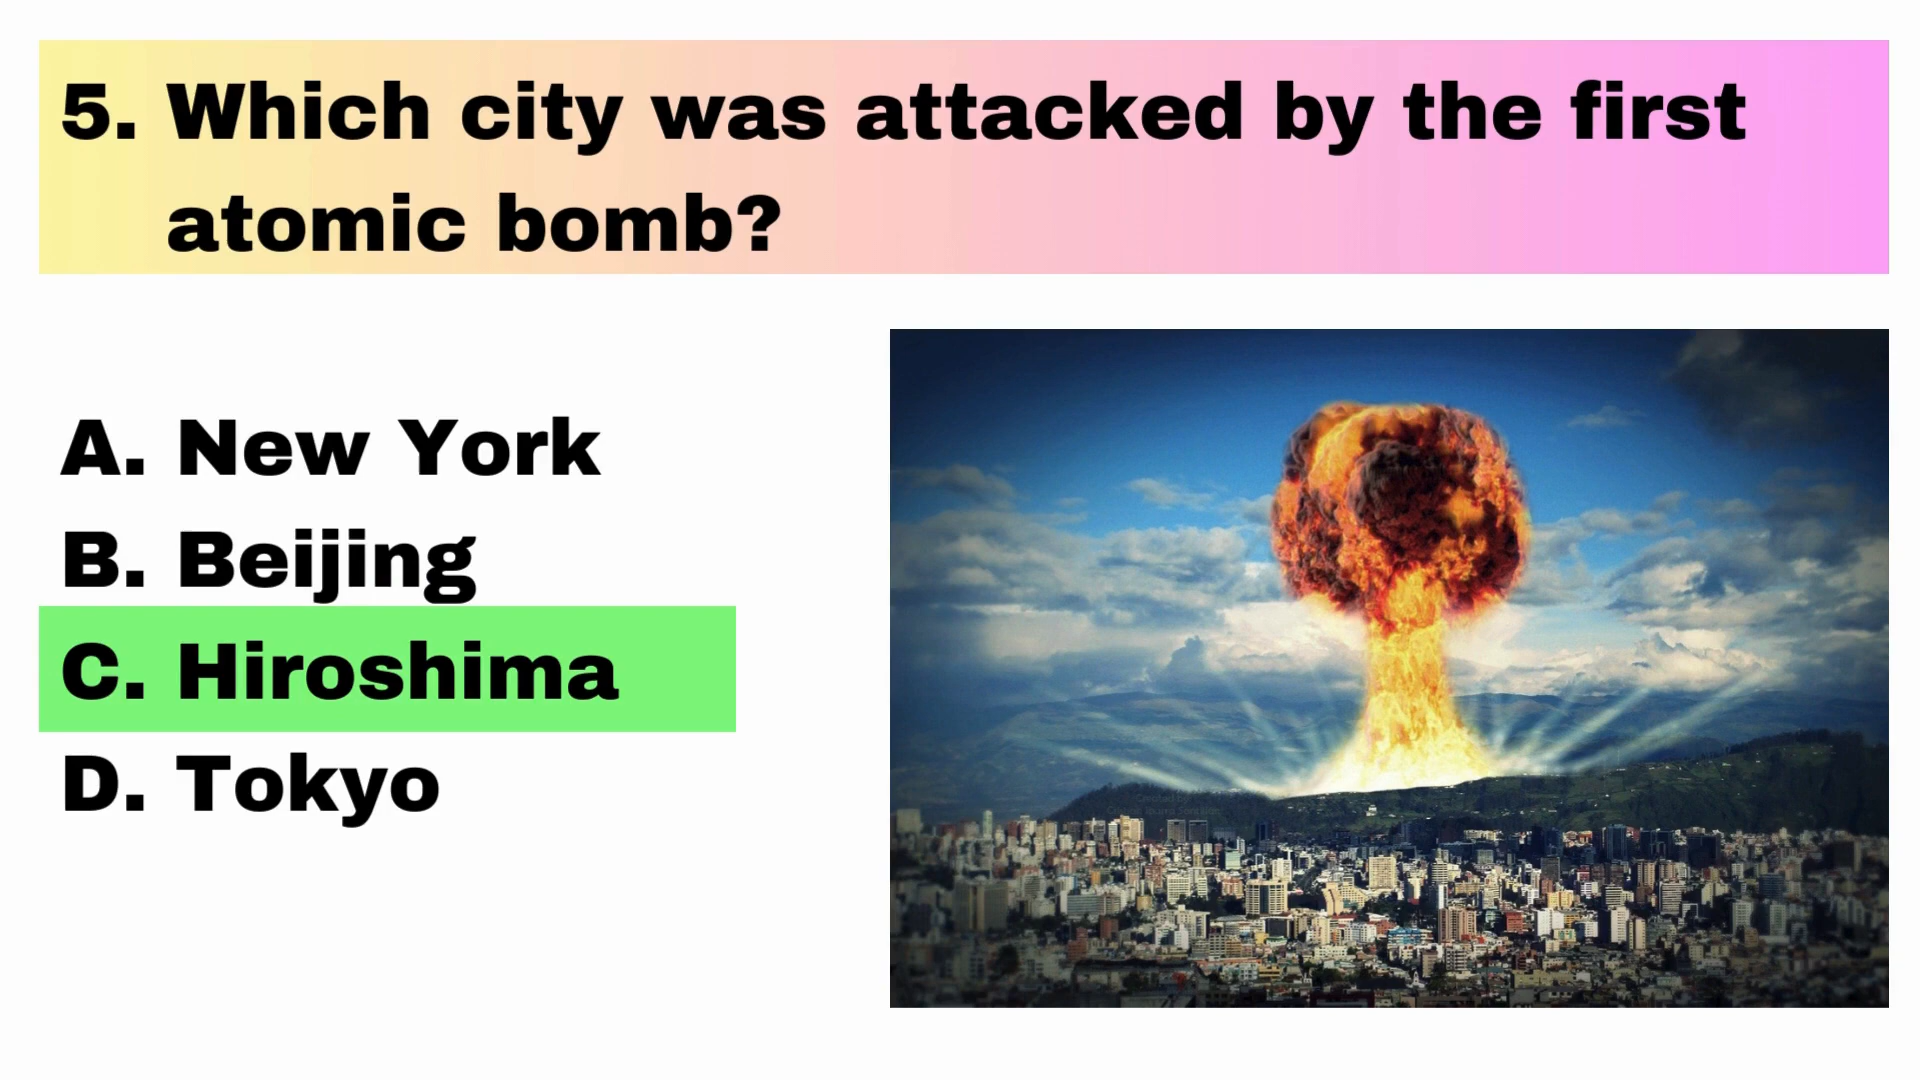 5. Which city was attacked by the first
atomic bomb?
A. New York
B. Beijing
C. Hiroshima
D. Tokyo